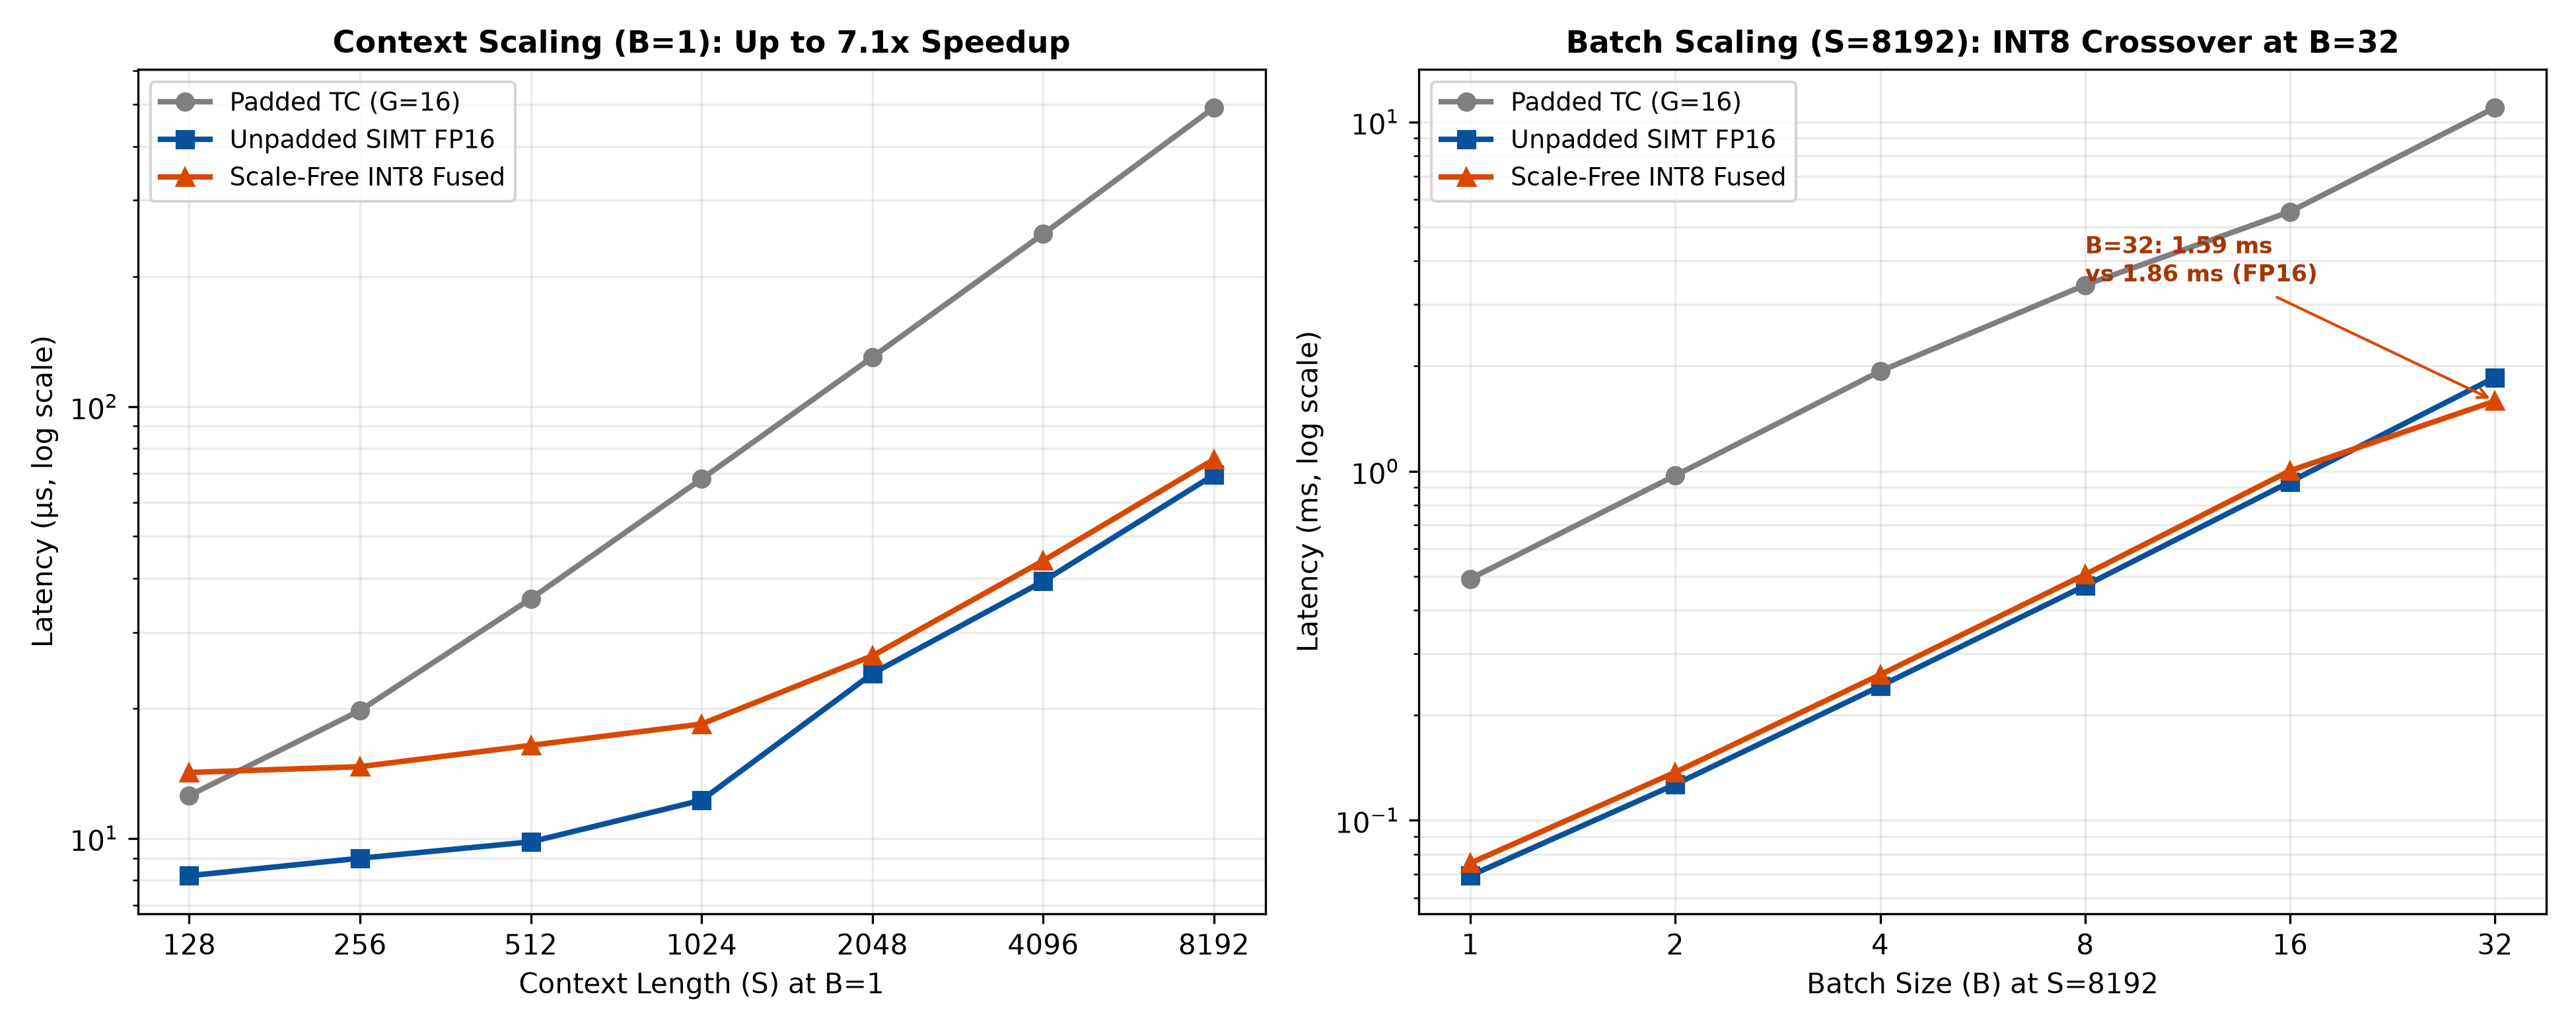 Context Scaling (B=1): Up to 7.1x Speedup
Padded TC (G=16)
Unpadded SIMT FP16
Scale-Free INT8 Fused
Latency (µs, log scale)
10²
10¹
128 256 512 1024 2048 4096 8192
Context Length (S) at B=1
Batch Scaling (S=8192): INT8 Crossover at B=32
Padded TC (G=16)
Unpadded SIMT FP16
Scale-Free INT8 Fused
B=32: 1.59 ms
vs 1.86 ms (FP16)
Latency (ms, log scale)
10¹
10⁰
10⁻¹
1 2 4 8 16 32
Batch Size (B) at S=8192